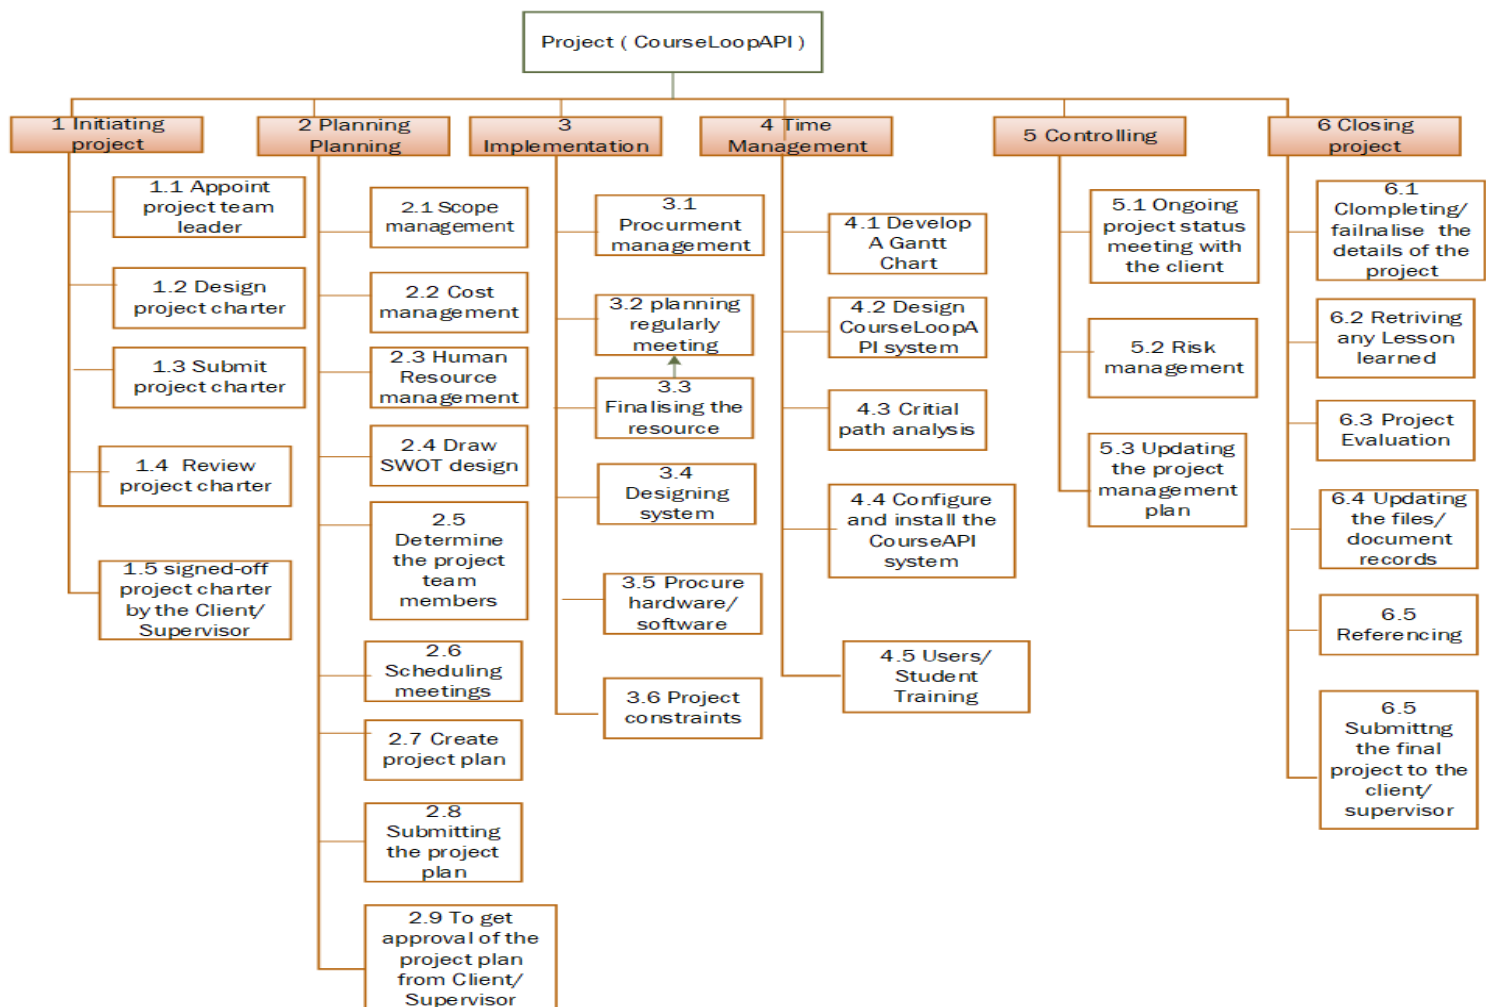 Project ( CourseLoopAPI )
1 Initiating
project
1.1 Appoint
project team
leader
1.2 Design
project charter
1.3 Submit
project charter
1.4 Review
project charter
1.5 signed-off
project charter
by the Client/
Supervisor
2 Planning
Planning
2.1 Scope
management
2.2 Cost
management
2.3 Human
Resource
management
2.4 Draw
SWOT design
2.5
Determine
the project
team
members
2.6
Scheduling
meetings
2.7 Create
project plan
2.8
Submitting
the project
plan
2.9 To get
approval of the
project plan
from Client/
Supervisor
3
Implementation
3.1
Procurment
management
3.2 planning
regularly
meeting
3.3
Finalising the
resource
3.4
Designing
system
3.5 Procure
hardware/
software
3.6 Project
constraints
4 Time
Management
4.1 Develop
A Gantt
Chart
4.2 Design
CourseLoopA
PI system
4.3 Critial
path analysis
4.4 Configure
and install the
CourseAPI
system
4.5 Users/
Student
Training
5 Controlling
5.1 Ongoing
project status
meeting with
the client
5.2 Risk
management
5.3 Updating
the project
management
plan
6 Closing
project
6.1
Clompleting/
failnalise the
details of the
project
6.2 Retriving
any Lesson
learned
6.3 Project
Evaluation
6.4 Updating
the files/
document
records
6.5
Referencing
6.5
Submittng
the final
project to the
client/
supervisor